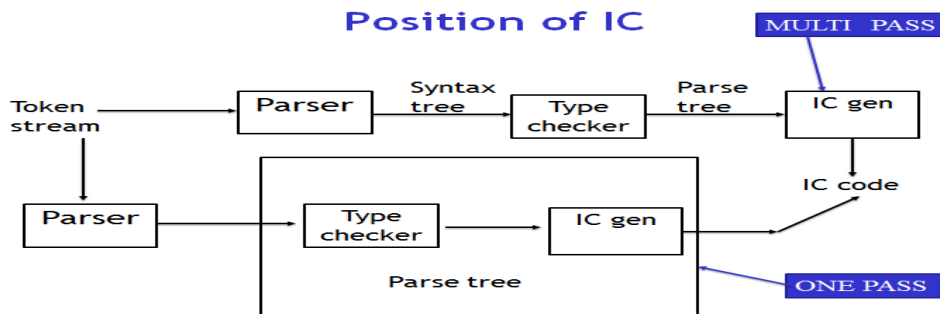 Position of IC
MULTI PASS
Token
stream
Parser
Syntax
tree
Type
checker
Parse
tree
IC gen
IC code
Parser
Type
checker
IC gen
Parse tree
ONE PASS